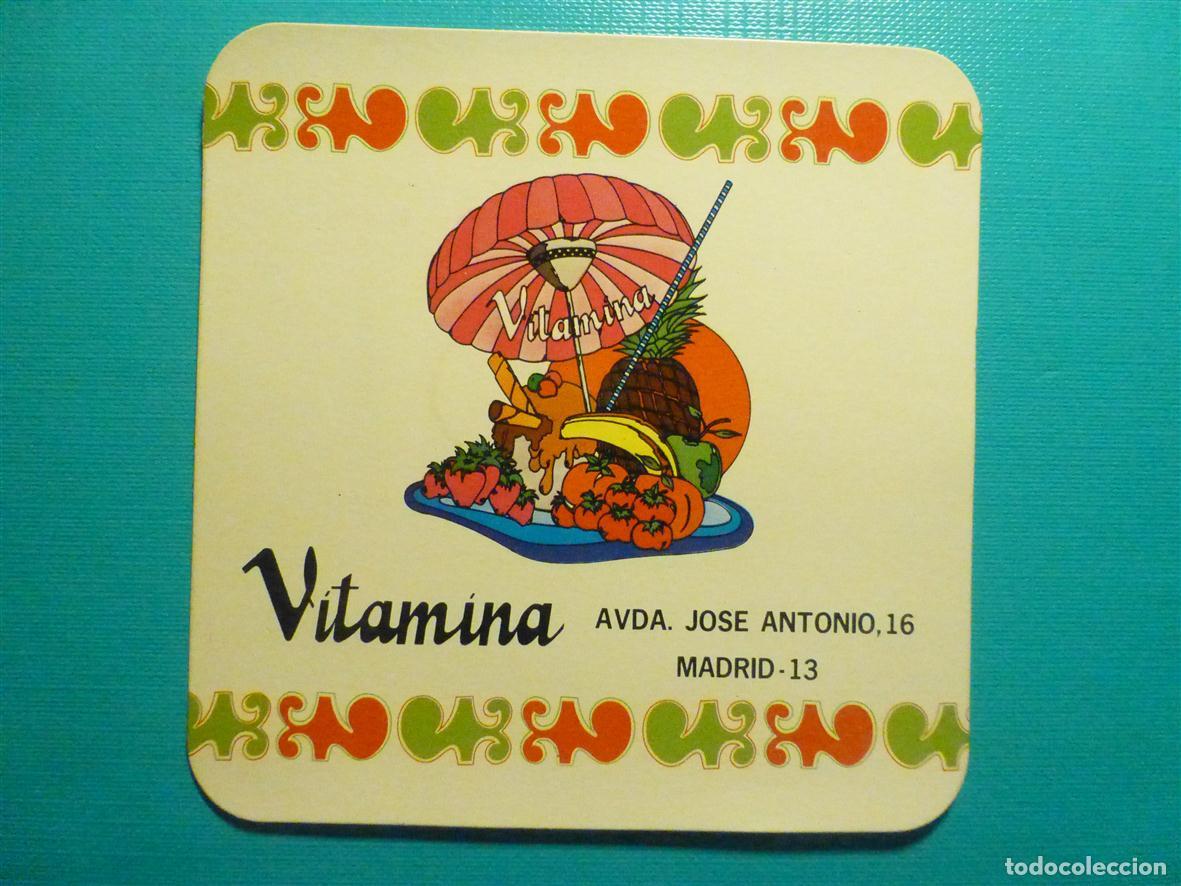 Vitamina
Vitamina
AVDA. JOSE ANTONIO, 16
MADRID - 13
todocoleccion